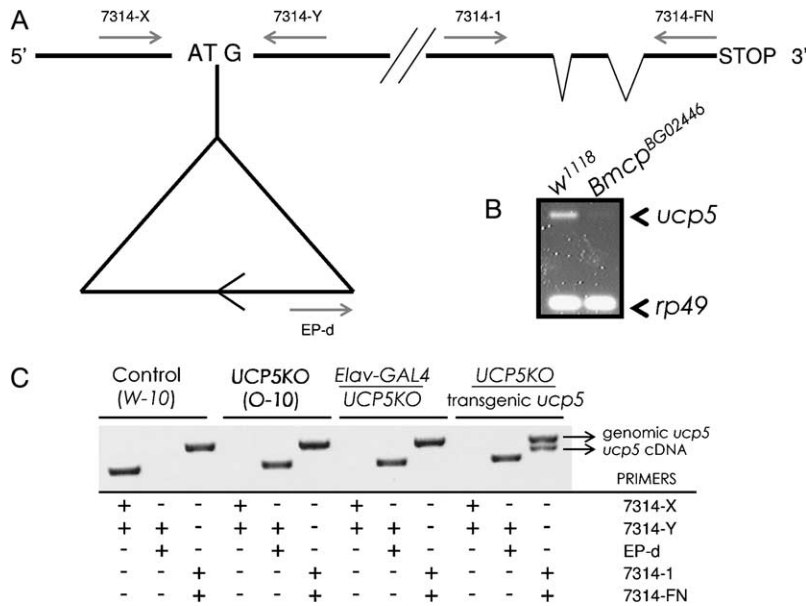 A
7314-X 7314-Y 7314-1 7314-FN
5' ATG STOP 3'
EP-d
B
w1118 BmcpBG02446
ucp5
rp49
C
Control (W-10) UCP5KO (O-10) Elav-GAL4 UCP5KO UCP5KO transgenic ucp5
genomic ucp5
ucp5 cDNA
PRIMERS
+ - - + - - + - - + - - 7314-X
+ + - + + - + + - + + - 7314-Y
- + - - + - - + - - + - EP-d
- - + - - + - - + - - + 7314-1
- - + - - + - - + - - + 7314-FN